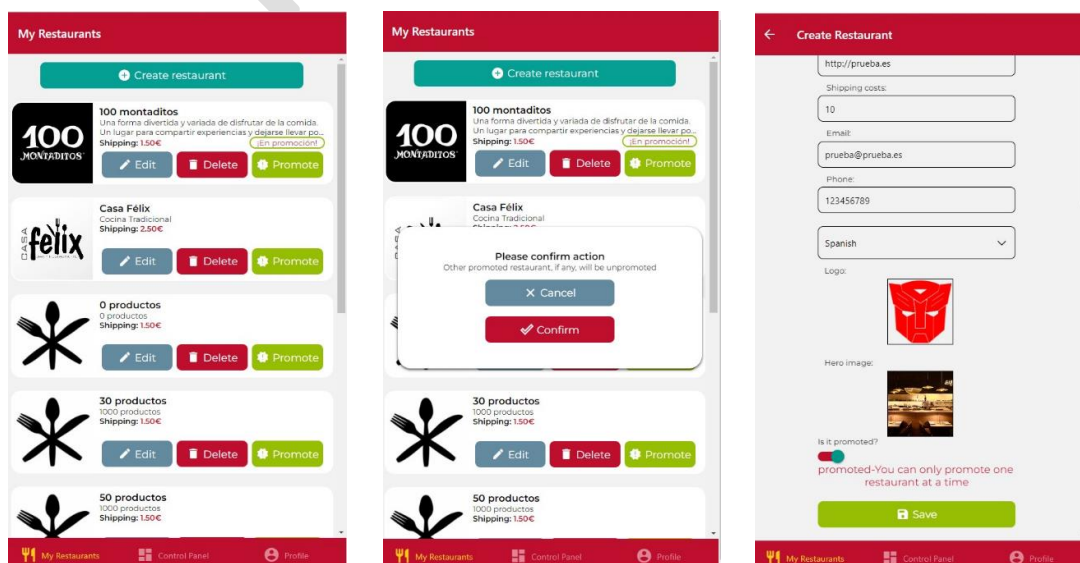 My Restaurants
Create restaurant
100 montaditos
Una forma divertida y variada de disfrutar de la comida.
Un lugar para compartir experiencias y dejarse llevar po...
Shipping: 1.50€
¡En promoción!
100
MONTADITOS
Edit
Delete
Promote
Casa Félix
Cocina Tradicional
Shipping: 2.50€
CASA
félix
Edit
Delete
Promote
0 productos
0 productos
Shipping: 1.50€
Edit
Delete
Promote
30 productos
1000 productos
Shipping: 1.50€
Edit
Delete
Promote
50 productos
1000 productos
Shipping: 1.50€
My Restaurants
Control Panel
Profile
My Restaurants
Create restaurant
100 montaditos
Una forma divertida y variada de disfrutar de la comida.
Un lugar para compartir experiencias y dejarse llevar po...
Shipping: 1.50€
¡En promoción!
100
MONTADITOS
Edit
Delete
Promote
Casa Félix
Cocina Tradicional
Please confirm action
Other promoted restaurant, if any, will be unpromoted
Cancel
Confirm
30 productos
1000 productos
Shipping: 1.50€
Edit
Delete
Promote
50 productos
1000 productos
Shipping: 1.50€
My Restaurants
Control Panel
Profile
Create Restaurant
http://prueba.es
Shipping costs:
10
Email:
prueba@prueba.es
Phone:
123456789
Spanish
Logo:
Hero image:
Is it promoted?
promoted-You can only promote one
restaurant at a time
Save
My Restaurants
Control Panel
Profile